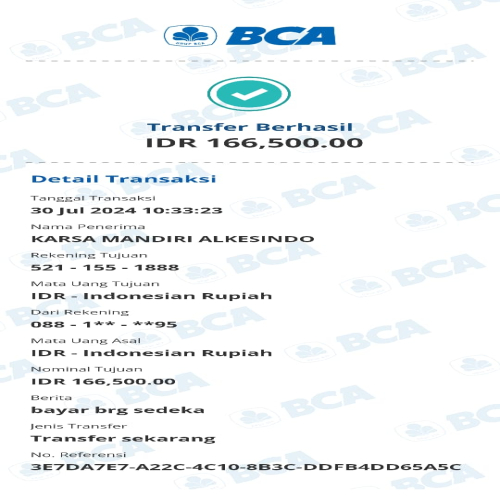 BCA
Transfer Berhasil
IDR 166,500.00
Detail Transaksi
Tanggal Transaksi
30 Jul 2024 10:33:23
Nama Penerima
KARSA MANDIRI ALKESINDO
Rekening Tujuan
521 - 155 - 1888
Mata Uang Tujuan
IDR - Indonesian Rupiah
Dari Rekening
088 - 1** - **95
Mata Uang Asal
IDR - Indonesian Rupiah
Nominal Tujuan
IDR 166,500.00
Berita
bayar brg sedeka
Jenis Transfer
Transfer sekarang
No. Referensi
3E7DA7E7-A22C-4C10-8B3C-DDFB4DD65A5C